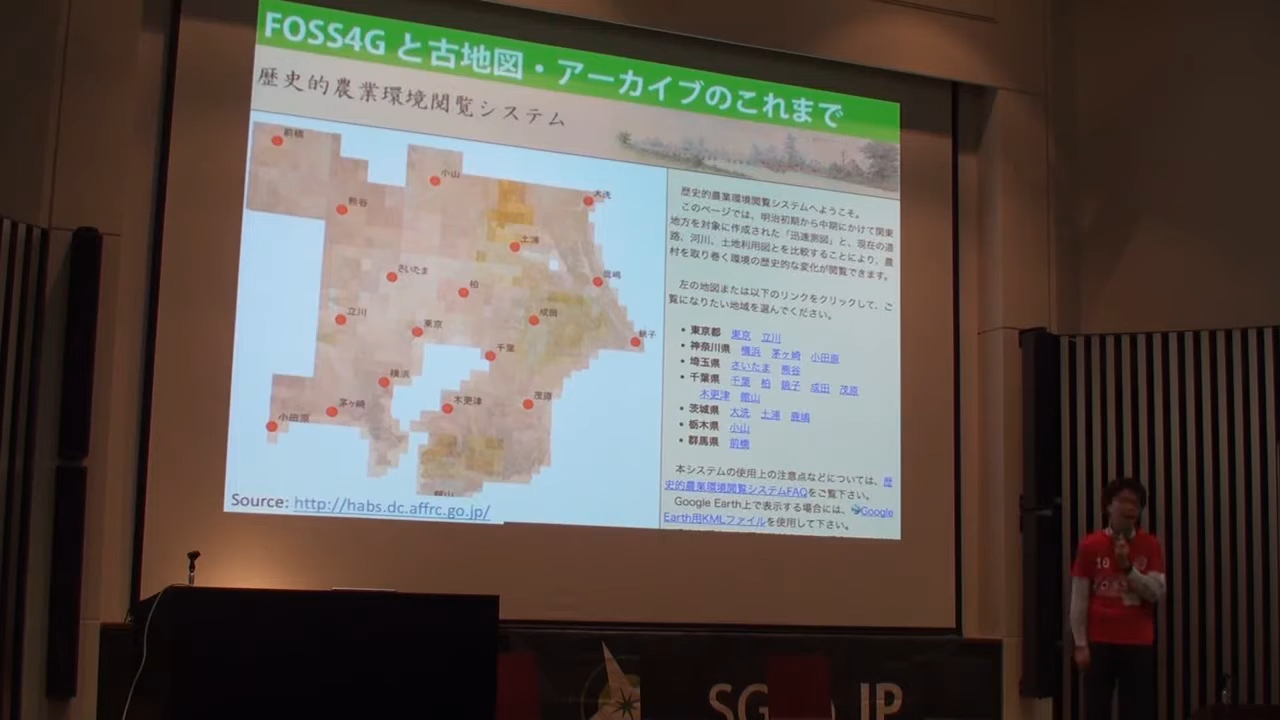 FOSS4G と古地図・アーカイブのこれまで
歴史的農業環境閲覧システム
前橋
小山
大洗
熊谷
土浦
さいたま
柏
鹿嶋
立川
東京
成田
銚子
千葉
横浜
茅ヶ崎
木更津
茂原
小田原
館山
Source: http://habs.dc.affrc.go.jp/
歴史的農業環境閲覧システムへようこそ。
このページでは、明治初期から中期にかけて関東
地方を対象に作成された「迅速測図」と、現在の道
路、河川、土地利用図とを比較することにより、農
村を取り巻く環境の歴史的な変化が閲覧できます。
左の地図または以下のリンクをクリックして、ご
覧になりたい地域を選んでください。
• 東京都 東京 立川
• 神奈川県 横浜 茅ヶ崎 小田原
• 埼玉県 さいたま 熊谷
• 千葉県 千葉 柏 銚子 成田 茂原
木更津 館山
• 茨城県 大洗 土浦 鹿嶋
• 栃木県 小山
• 群馬県 前橋
本システムの使用上の注意点などについては、歴
史的農業環境閲覧システムFAQをご覧下さい。
Google Earth上で表示する場合には、Google
Earth用KMLファイルを使用して下さい。
10
JP